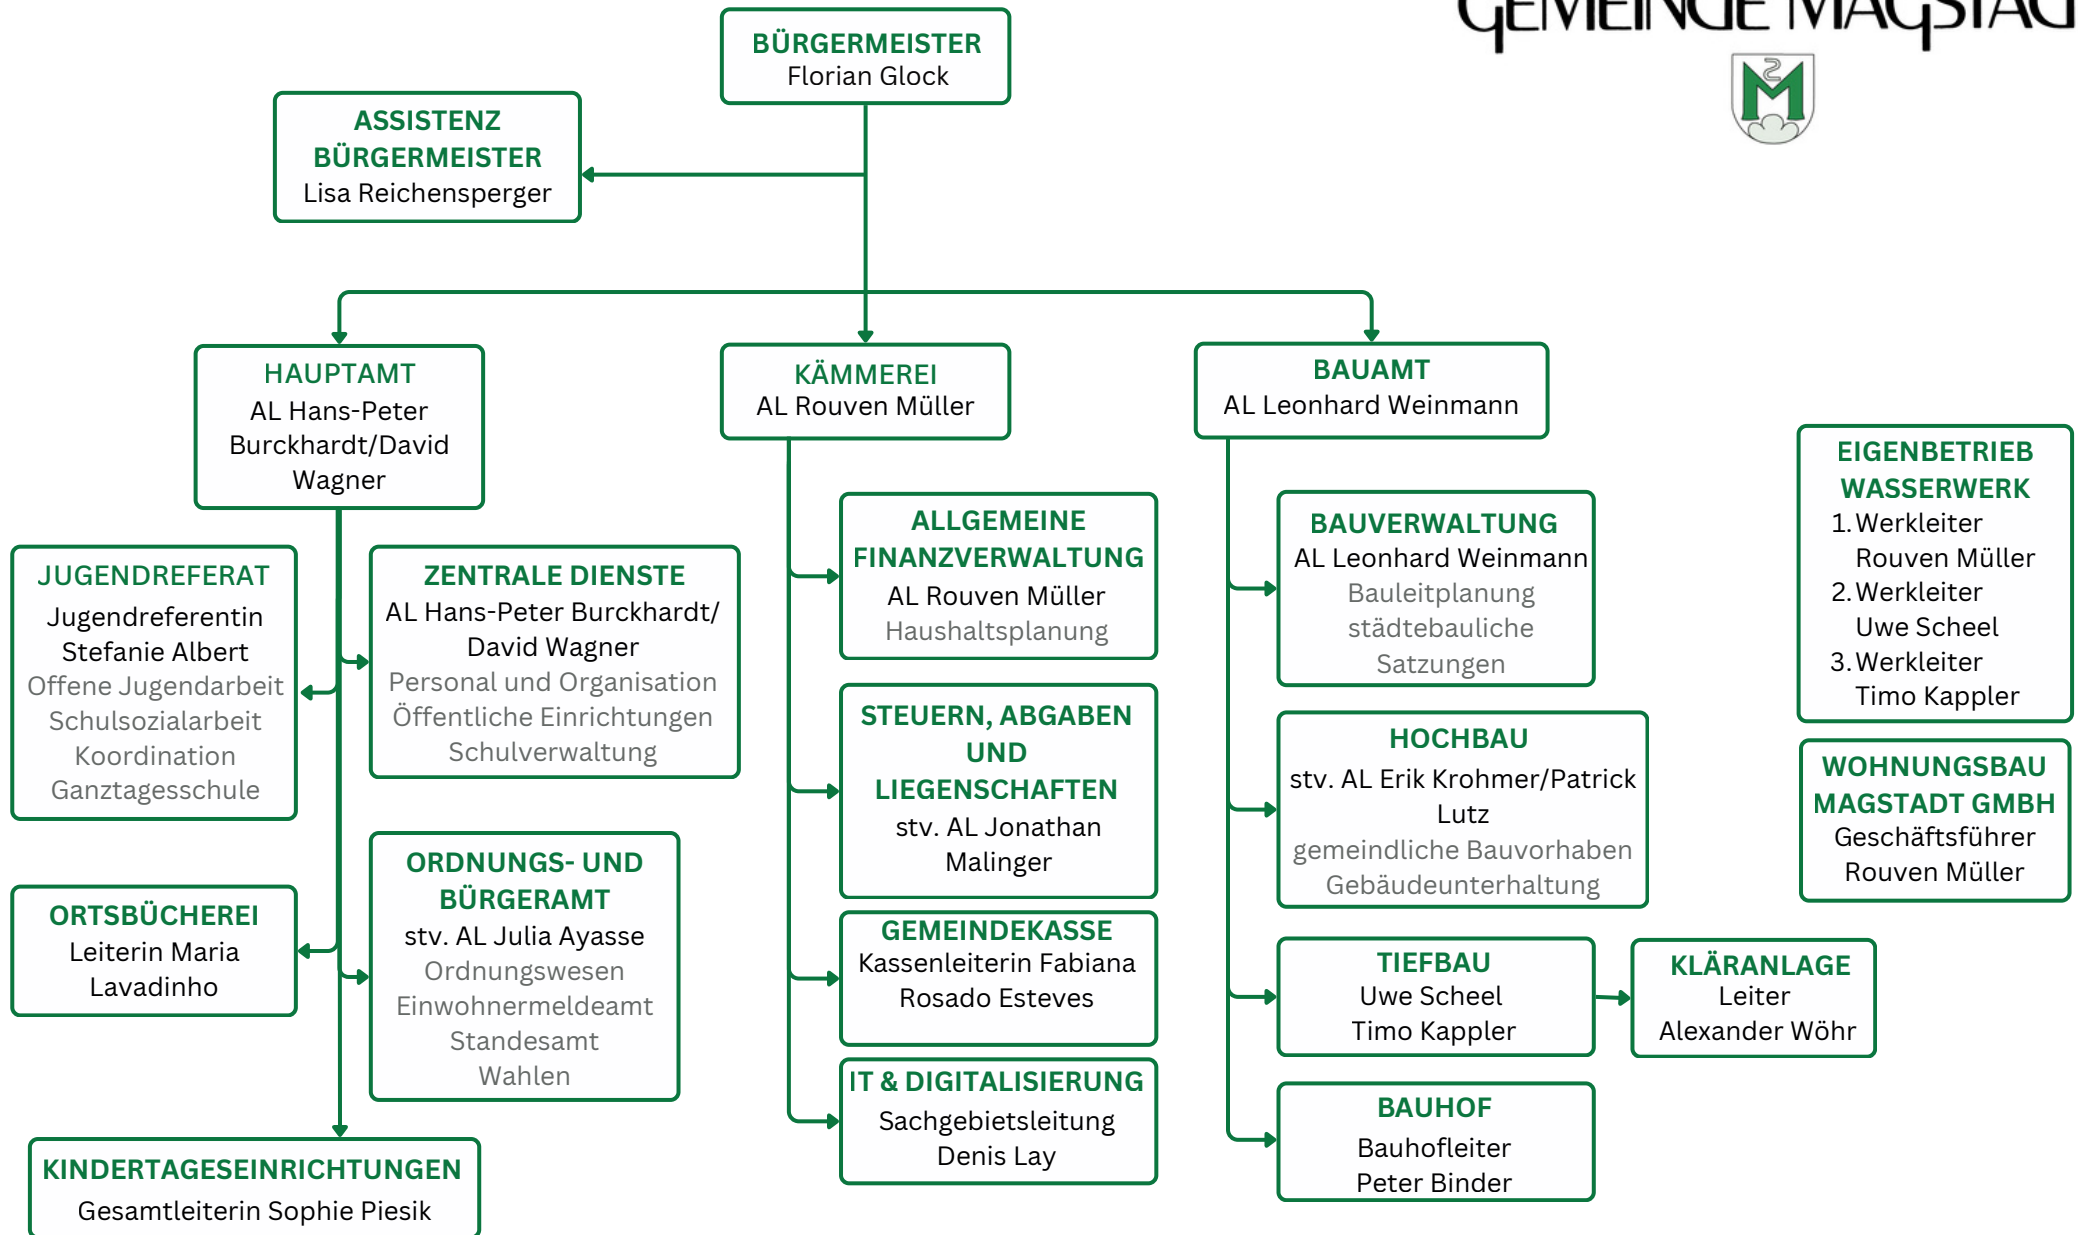 GEMEINDE MAGSTAD
BÜRGERMEISTER
Florian Glock
ASSISTENZ
BÜRGERMEISTER
Lisa Reichensperger
HAUPTAMT
AL Hans-Peter
Burckhardt/David
Wagner
JUGENDREFERAT
Jugendreferentin
Stefanie Albert
Offene Jugendarbeit
Schulsozialarbeit
Koordination
Ganztagesschule
ZENTRALE DIENSTE
AL Hans-Peter Burckhardt/
David Wagner
Personal und Organisation
Öffentliche Einrichtungen
Schulverwaltung
ORTSBÜCHEREI
Leiterin Maria
Lavadinho
ORDNUNGS- UND
BÜRGERAMT
stv. AL Julia Ayasse
Ordnungswesen
Einwohnermeldeamt
Standesamt
Wahlen
KINDERTAGESEINRICHTUNGEN
Gesamtleiterin Sophie Piesik
KÄMMEREI
AL Rouven Müller
ALLGEMEINE
FINANZVERWALTUNG
AL Rouven Müller
Haushaltsplanung
STEUERN, ABGABEN
UND
LIEGENSCHAFTEN
stv. AL Jonathan
Malinger
GEMEINDEKASSE
Kassenleiterin Fabiana
Rosado Esteves
IT & DIGITALISIERUNG
Sachgebietsleitung
Denis Lay
BAUAMT
AL Leonhard Weinmann
BAUVERWALTUNG
AL Leonhard Weinmann
Bauleitplanung
städtebauliche
Satzungen
HOCHBAU
stv. AL Erik Krohmer/Patrick
Lutz
gemeindliche Bauvorhaben
Gebäudeunterhaltung
TIEFBAU
Uwe Scheel
Timo Kappler
KLÄRANLAGE
Leiter
Alexander Wöhr
BAUHOF
Bauhofleiter
Peter Binder
EIGENBETRIEB
WASSERWERK
1. Werkleiter
Rouven Müller
2. Werkleiter
Uwe Scheel
3. Werkleiter
Timo Kappler
WOHNUNGSBAU
MAGSTADT GMBH
Geschäftsführer
Rouven Müller